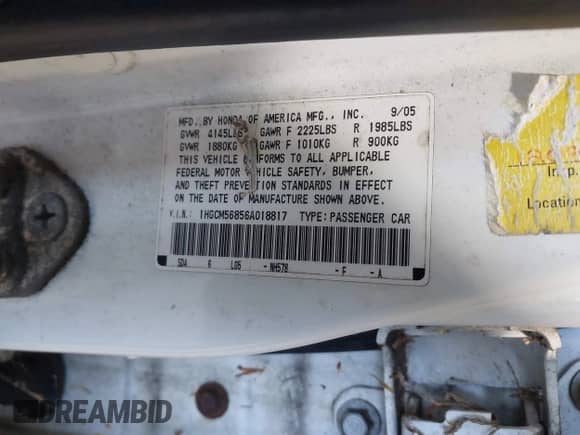 MFD. BY HONDA OF AMERICA MFG., INC. 9/05
GVWR 4145LBS GAWR F 2225LBS R 1985LBS
GVWR 1880KG GAWR F 1010KG R 900KG
THIS VEHICLE CONFORMS TO ALL APPLICABLE
FEDERAL MOTOR VEHICLE SAFETY, BUMPER,
AND THEFT PREVENTION STANDARDS IN EFFECT
ON THE DATE OF MANUFACTURE SHOWN ABOVE.
V.I.N.: 1HGCM56856A018817 TYPE: PASSENGER CAR
SDA 6 L05 -NH578 -F -A
Insp.
Location
DREAMBID